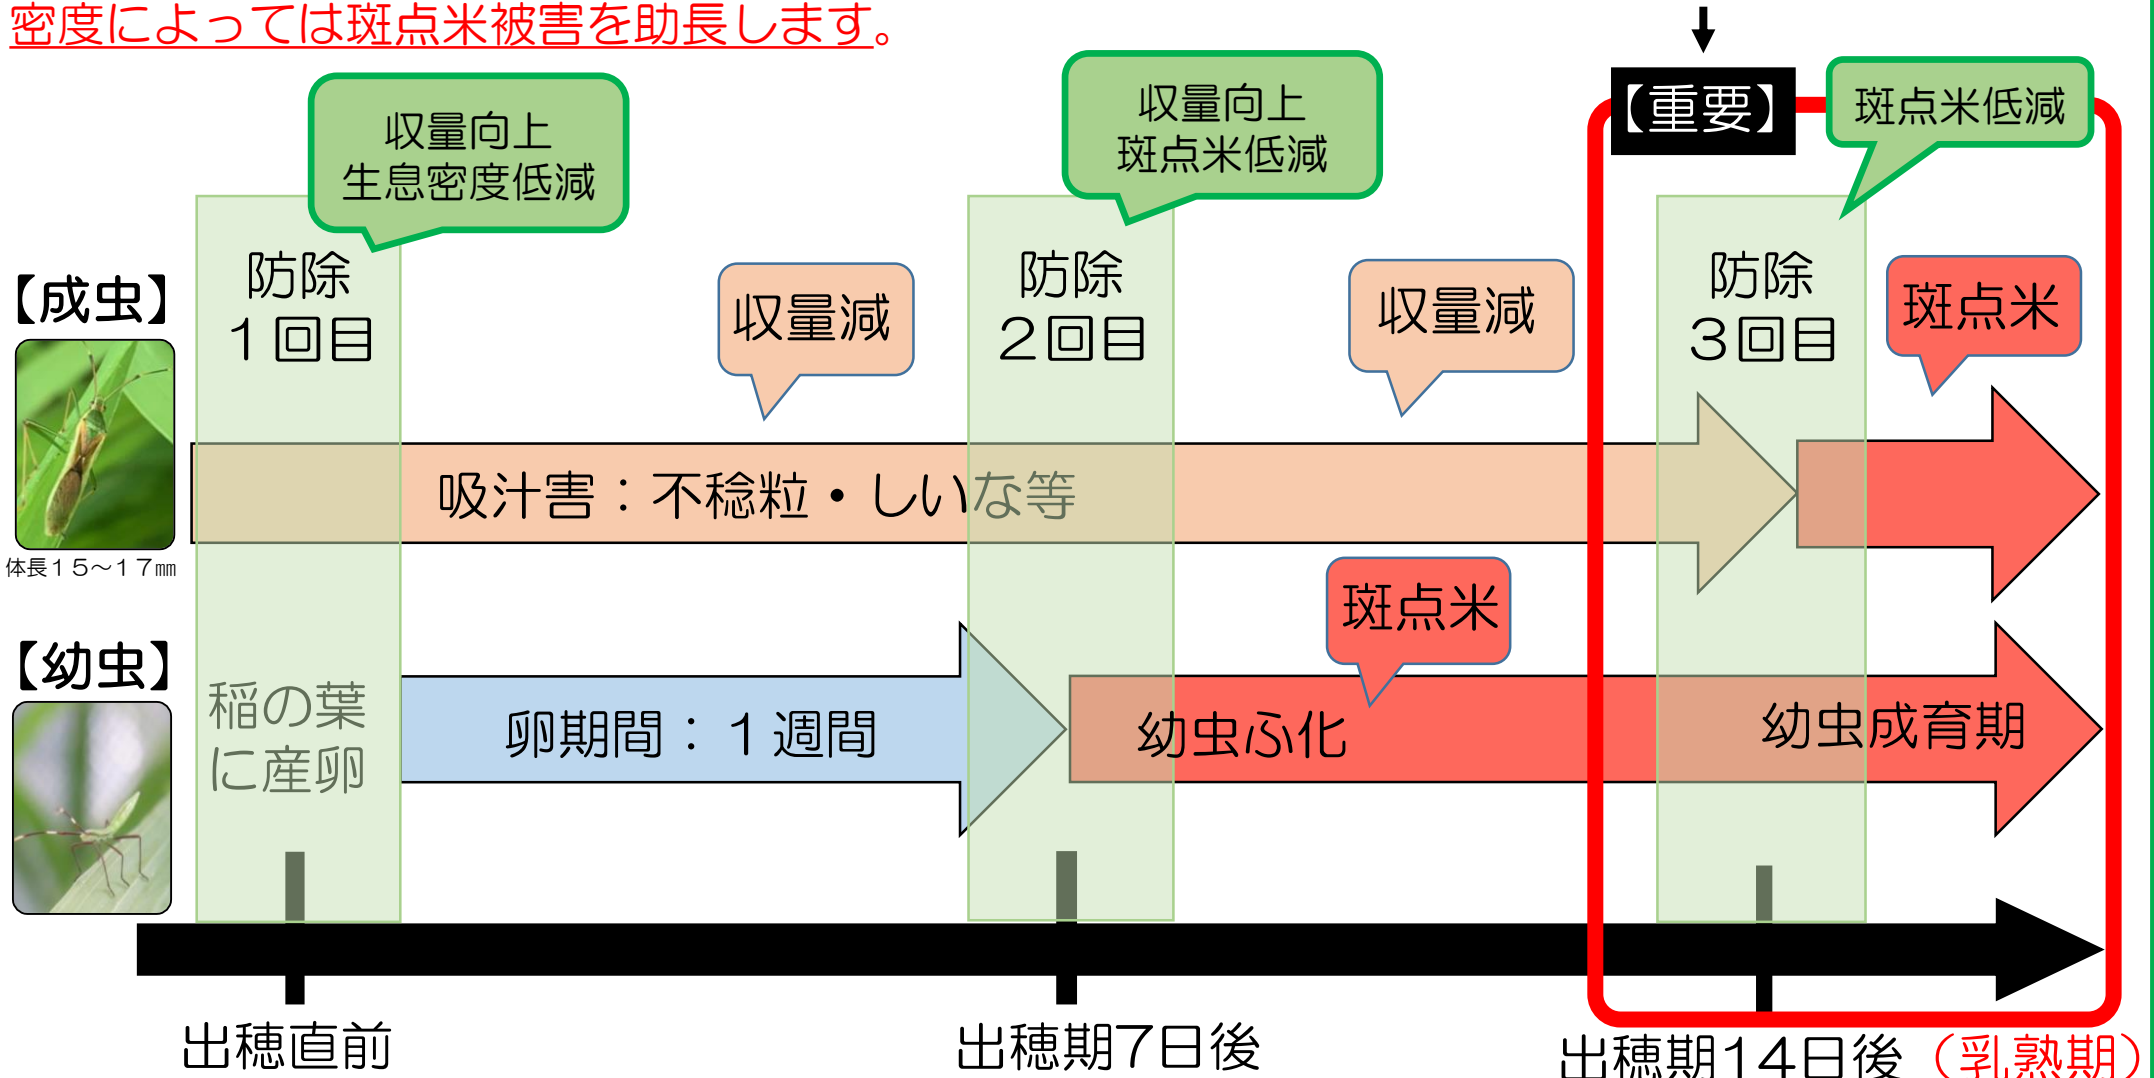 密度によっては斑点米被害を助長します。
収量向上
生息密度低減
収量向上
斑点米低減
【重要】
斑点米低減
防除
1回目
防除
2回目
防除
3回目
【成虫】
収量減
収量減
斑点米
吸汁害：不稔粒・しいな等
体長15～17㎜
斑点米
【幼虫】
稲の葉
に産卵
卵期間：1週間
幼虫ふ化
幼虫成育期
出穂直前
出穂期7日後
出穂期14日後（乳熟期）